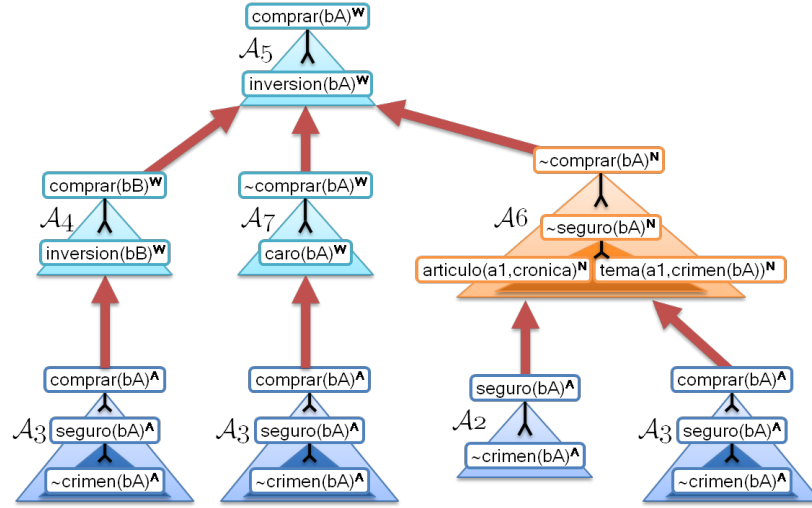 comprar(bA)ᵂ
𝒜5
inversion(bA)ᵂ
comprar(bB)ᵂ
~comprar(bA)ᵂ
~comprar(bA)ᴺ
𝒜4
𝒜7
𝒜6
~seguro(bA)ᴺ
inversion(bB)ᵂ
caro(bA)ᵂ
articulo(a1,cronica)ᴺ
tema(a1,crimen(bA))ᴺ
comprar(bA)ᴬ
comprar(bA)ᴬ
seguro(bA)ᴬ
comprar(bA)ᴬ
𝒜3
seguro(bA)ᴬ
𝒜3
seguro(bA)ᴬ
𝒜2
𝒜3
seguro(bA)ᴬ
~crimen(bA)ᴬ
~crimen(bA)ᴬ
~crimen(bA)ᴬ
~crimen(bA)ᴬ